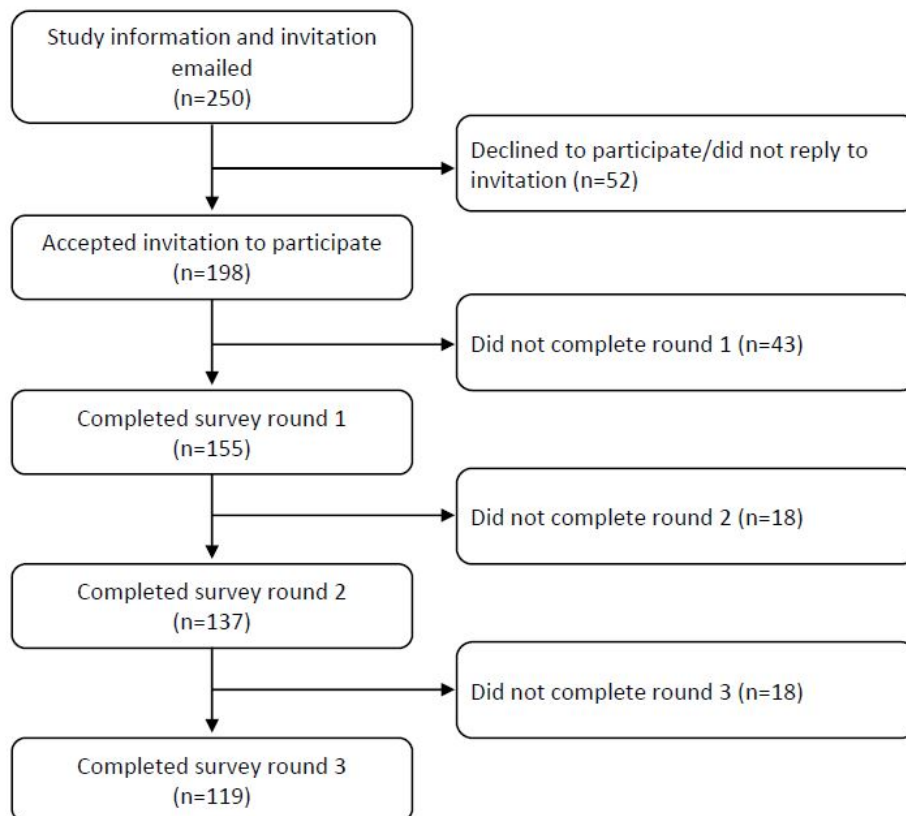 Study information and invitation
emailed
(n=250)
Declined to participate/did not reply to
invitation (n=52)
Accepted invitation to participate
(n=198)
Did not complete round 1 (n=43)
Completed survey round 1
(n=155)
Did not complete round 2 (n=18)
Completed survey round 2
(n=137)
Did not complete round 3 (n=18)
Completed survey round 3
(n=119)